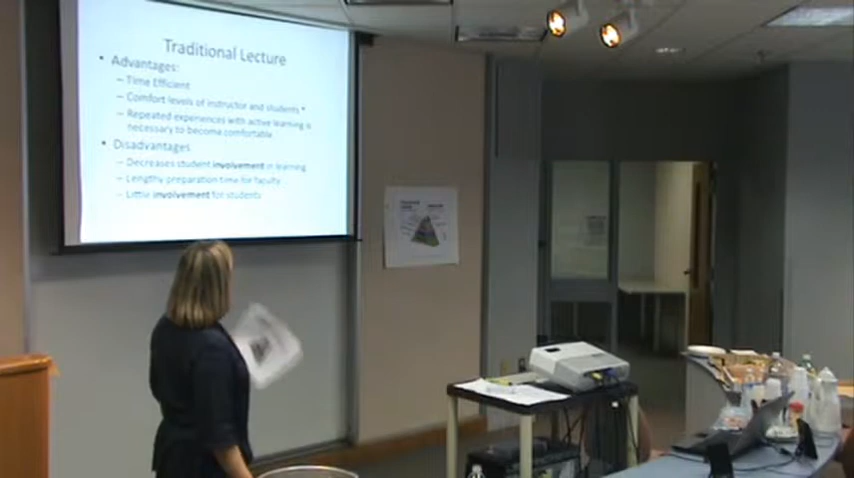 Traditional Lecture
• Advantages:
– Time Efficient
– Comfort levels of instructor and students *
– Repeated experiences with active learning is
necessary to become comfortable
• Disadvantages
– Decreases student involvement in learning
– Lengthy preparation time for faculty
– Little involvement for students